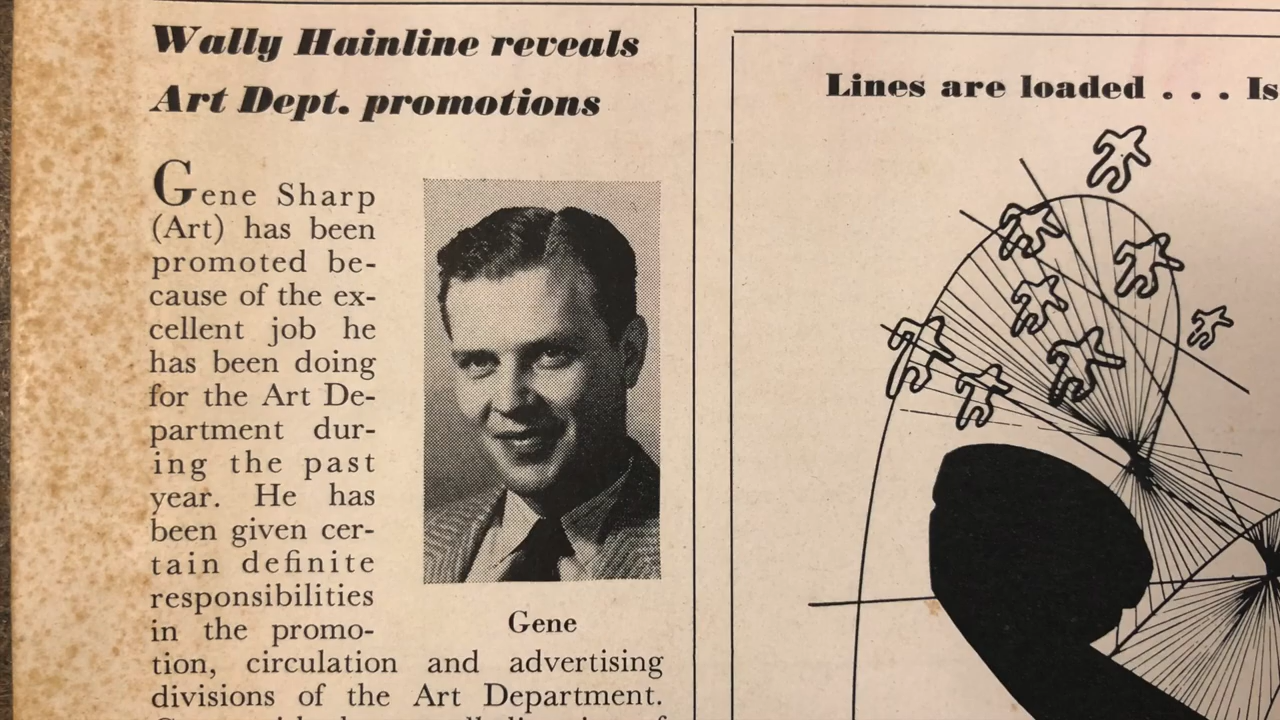 Wally Hainline reveals
Art Dept. promotions
Gene Sharp
(Art) has been
promoted be-
cause of the ex-
cellent job he
has been doing
for the Art De-
partment dur-
ing the past
year. He has
been given cer-
tain definite
responsibilities
in the promo-
tion, circulation and advertising
divisions of the Art Department.
Gene
Lines are loaded . . . Is